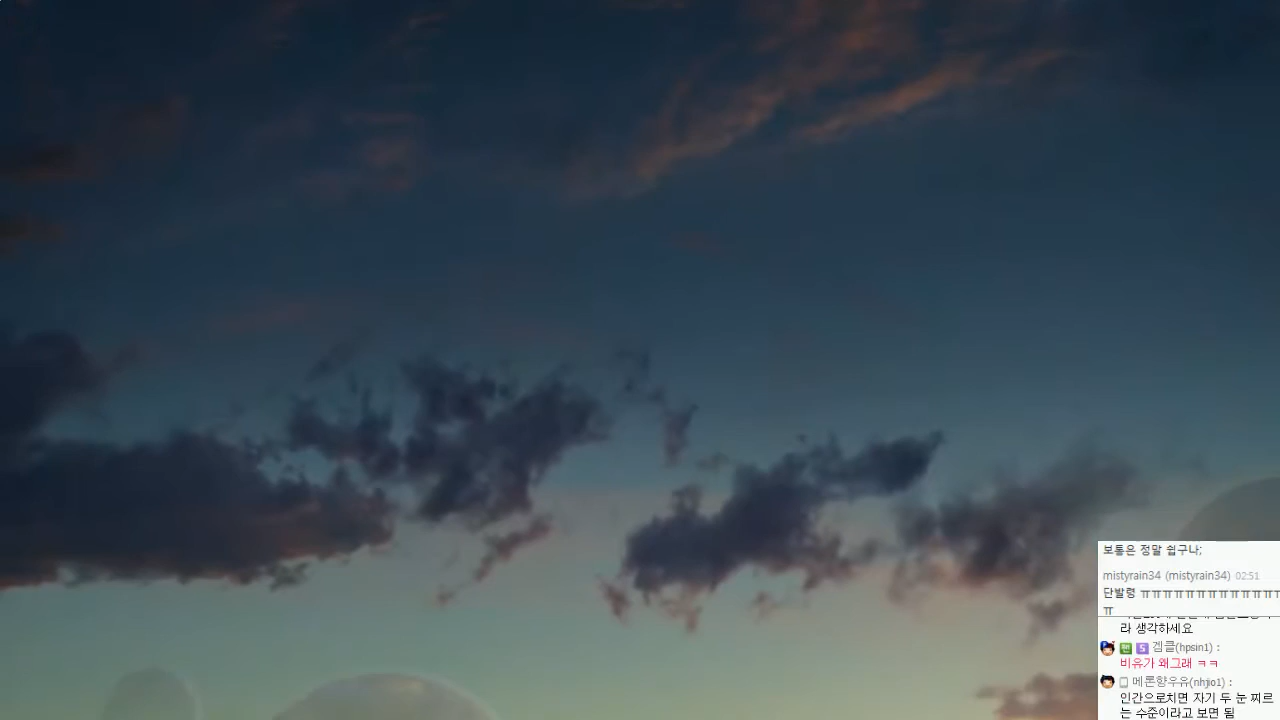 보통은 정말 쉽구나;
mistyrain34 (mistyrain34) 02:51
단발령 ㅠㅠㅠㅠㅠㅠㅠㅠㅠㅠㅠㅠㅠ
ㅠ
라 생각하세요
팬 S 겜클(hpsin1) :
비유가 왜그래 ㅋㅋ
메론향우유(nhjio1) :
인간으로치면 자기 두 눈 찌르
는 수준이라고 보면 됨